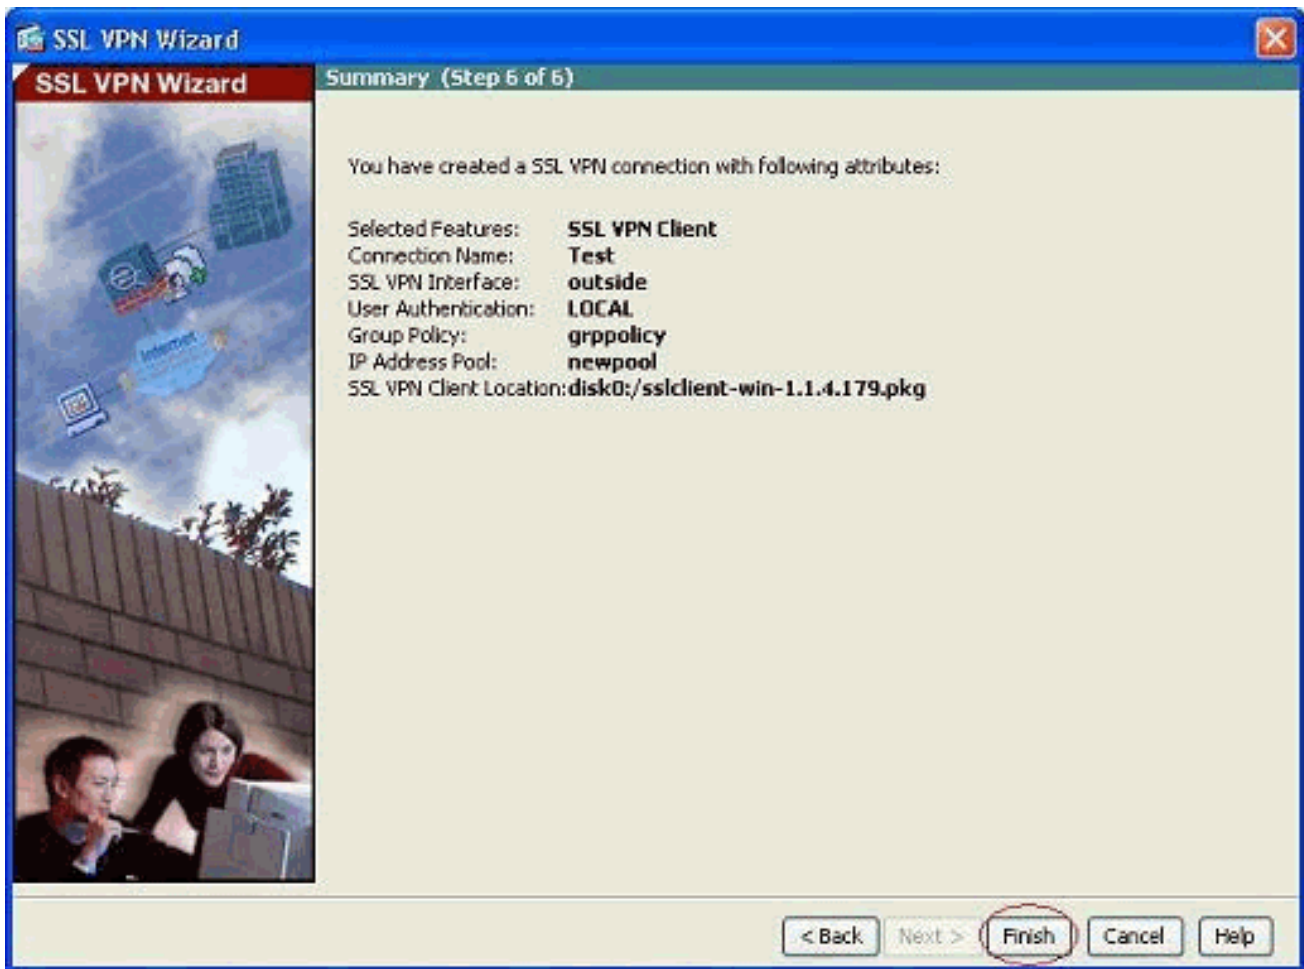 SSL VPN Wizard
SSL VPN Wizard
Summary (Step 6 of 6)
You have created a SSL VPN connection with following attributes:
Selected Features: SSL VPN Client
Connection Name: Test
SSL VPN Interface: outside
User Authentication: LOCAL
Group Policy: grppolicy
IP Address Pool: newpool
SSL VPN Client Location: disk0:/sslclient-win-1.1.4.179.pkg
Internet
< Back Next > Finish Cancel Help